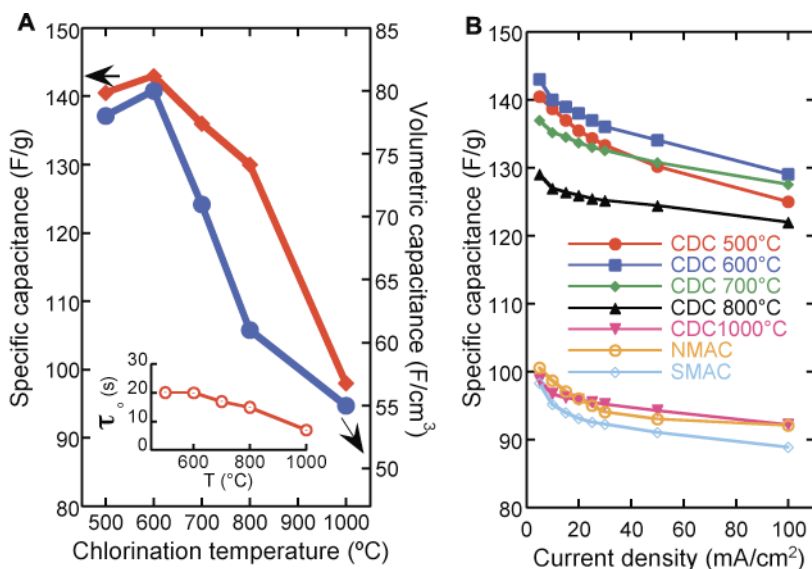 A
150
140
130
120
110
100
90
80
Specific capacitance (F/g)
85
80
75
70
65
60
55
50
Volumetric capacitance (F/cm³)
500 600 700 800 900 1000
Chlorination temperature (ºC)
20
10
0
τ₀ (s)
600 800 1000
T (°C)
B
150
140
130
120
110
100
90
80
Specific capacitance (F/g)
CDC 500°C
CDC 600°C
CDC 700°C
CDC 800°C
CDC1000°C
NMAC
SMAC
0 20 40 60 80 100
Current density (mA/cm²)